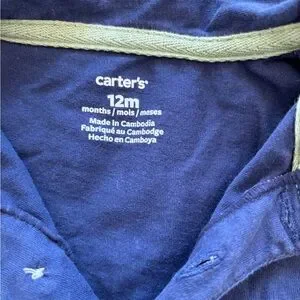 carter's
12m
months / mois / meses
Made in Cambodia
Fabriqué au Cambodge
Hecho en Camboya